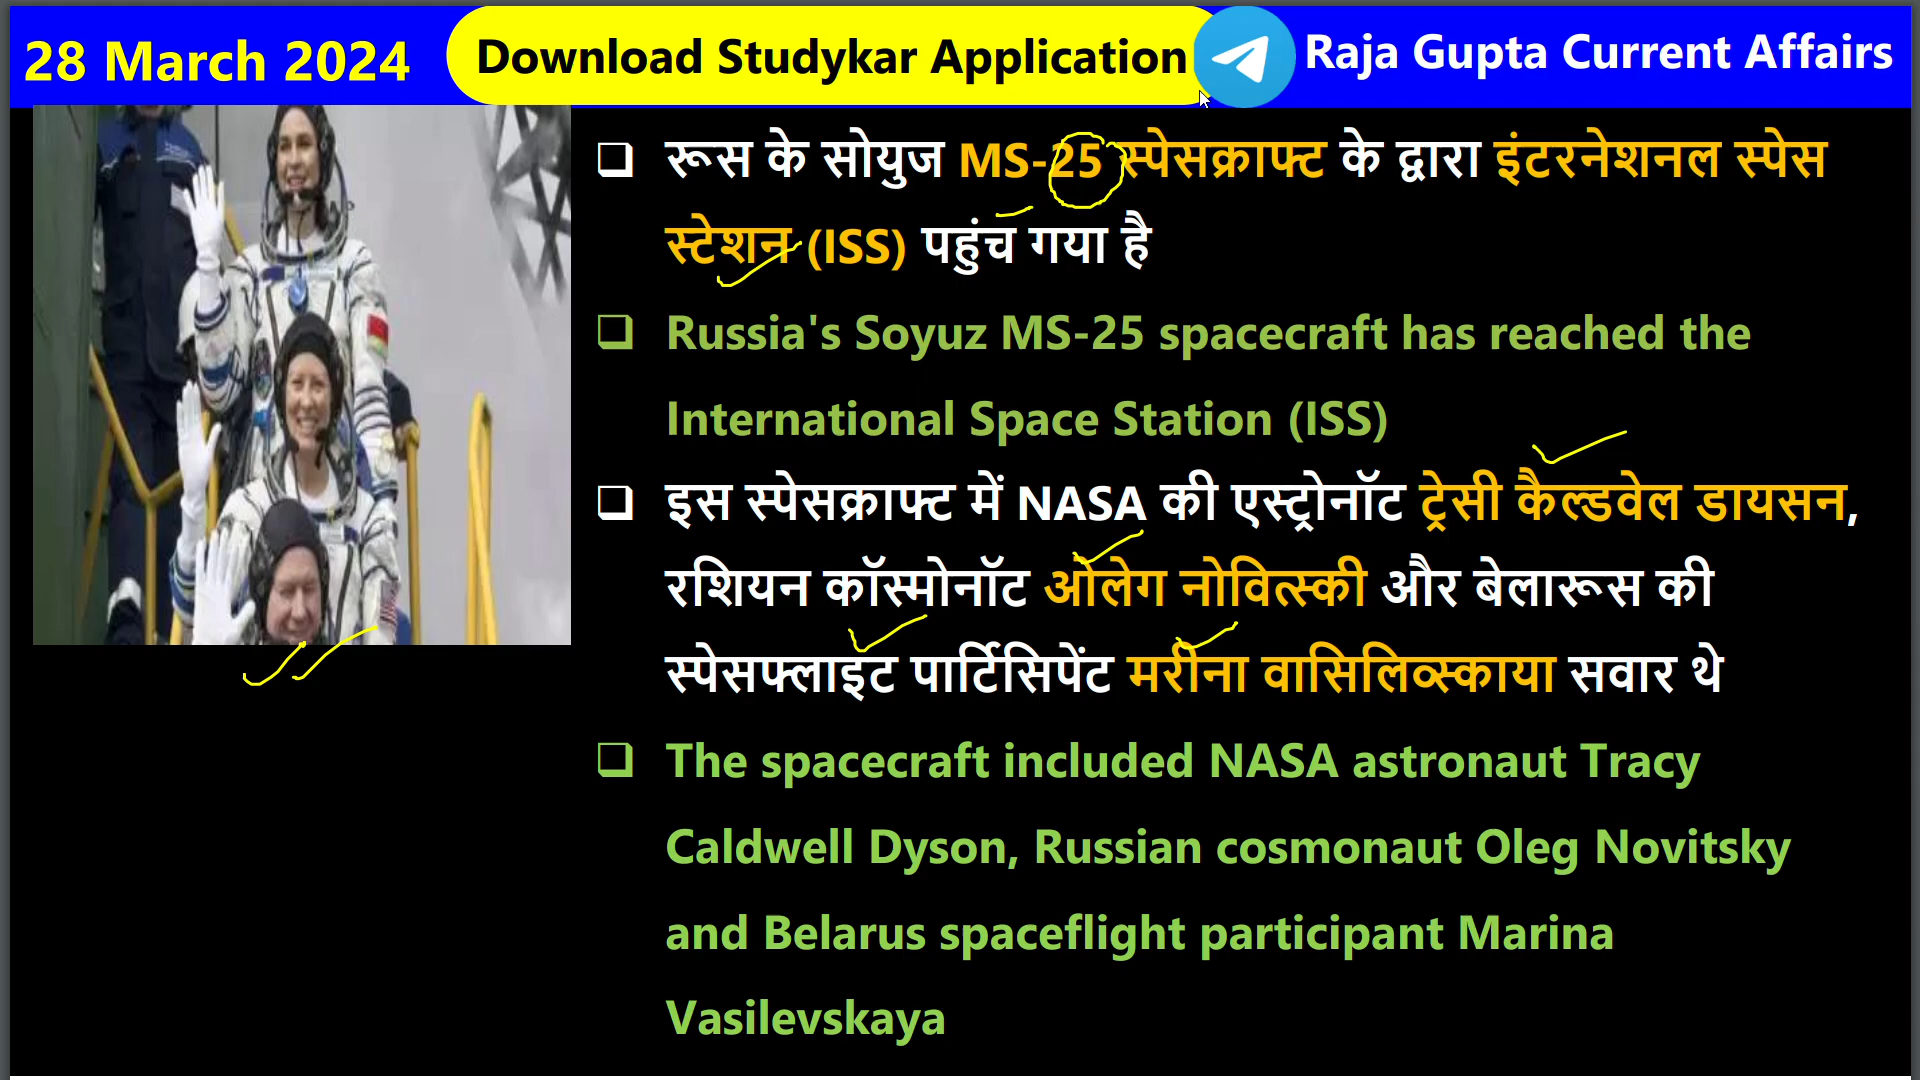 28 March 2024
Download Studykar Application
Raja Gupta Current Affairs
रूस के सोयुज MS-25 स्पेसक्राफ्ट के द्वारा इंटरनेशनल स्पेस
स्टेशन (ISS) पहुंच गया है
Russia's Soyuz MS-25 spacecraft has reached the
International Space Station (ISS)
इस स्पेसक्राफ्ट में NASA की एस्ट्रोनॉट ट्रेसी कैल्डवेल डायसन,
रशियन कॉस्मोनॉट ओलेग नोवित्स्की और बेलारूस की
स्पेसफ्लाइट पार्टिसिपेंट मरीना वासिलिव्स्काया सवार थे
The spacecraft included NASA astronaut Tracy
Caldwell Dyson, Russian cosmonaut Oleg Novitsky
and Belarus spaceflight participant Marina
Vasilevskaya